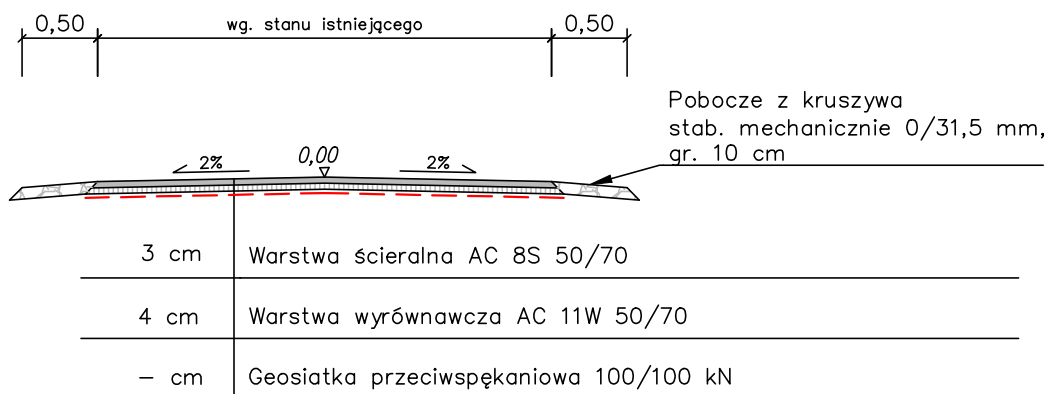 0,50 wg. stanu istniejącego 0,50
Pobocze z kruszywa
stab. mechanicznie 0/31,5 mm,
gr. 10 cm
2% 0,00 2%
3 cm Warstwa ścieralna AC 8S 50/70
4 cm Warstwa wyrównawcza AC 11W 50/70
– cm Geosiatka przeciwspękaniowa 100/100 kN